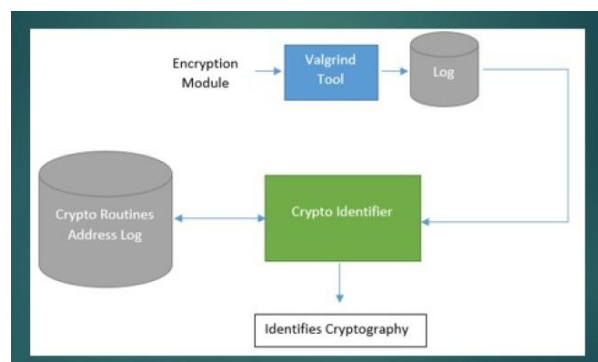 Encryption
Module
Valgrind
Tool
Log
Crypto Routines
Address Log
Crypto Identifier
Identifies Cryptography